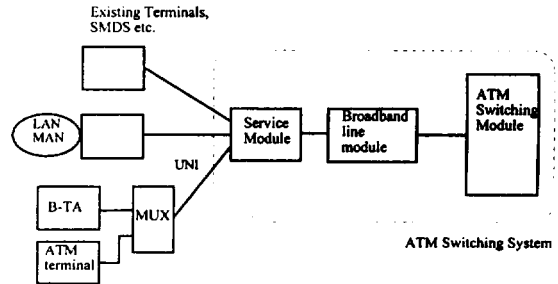 Existing Terminals,
SMDS etc.
LAN
MAN
Service
Module
Broadband
line
module
ATM
Switching
Module
UNI
B-TA
MUX
ATM
terminal
ATM Switching System